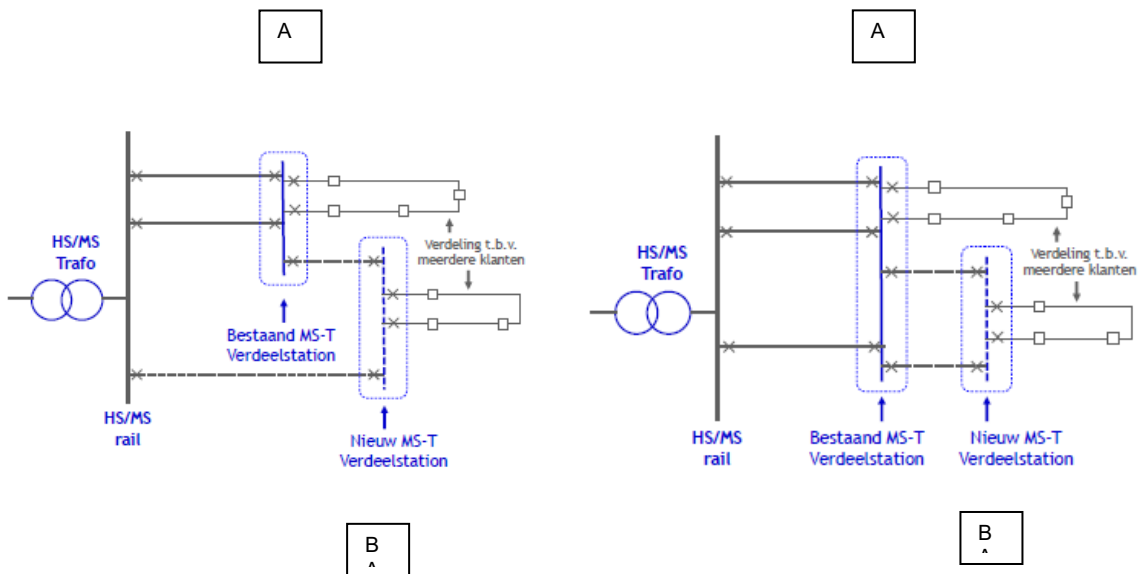 A
HS/MS
Trafo
Verdeling t.b.v.
meerdere klanten
Bestaand MS-T
Verdeelstation
HS/MS
rail
Nieuw MS-T
Verdeelstation
B
A
A
HS/MS
Trafo
Verdeling t.b.v.
meerdere klanten
HS/MS
rail
Bestaand MS-T
Verdeelstation
Nieuw MS-T
Verdeelstation
B
A